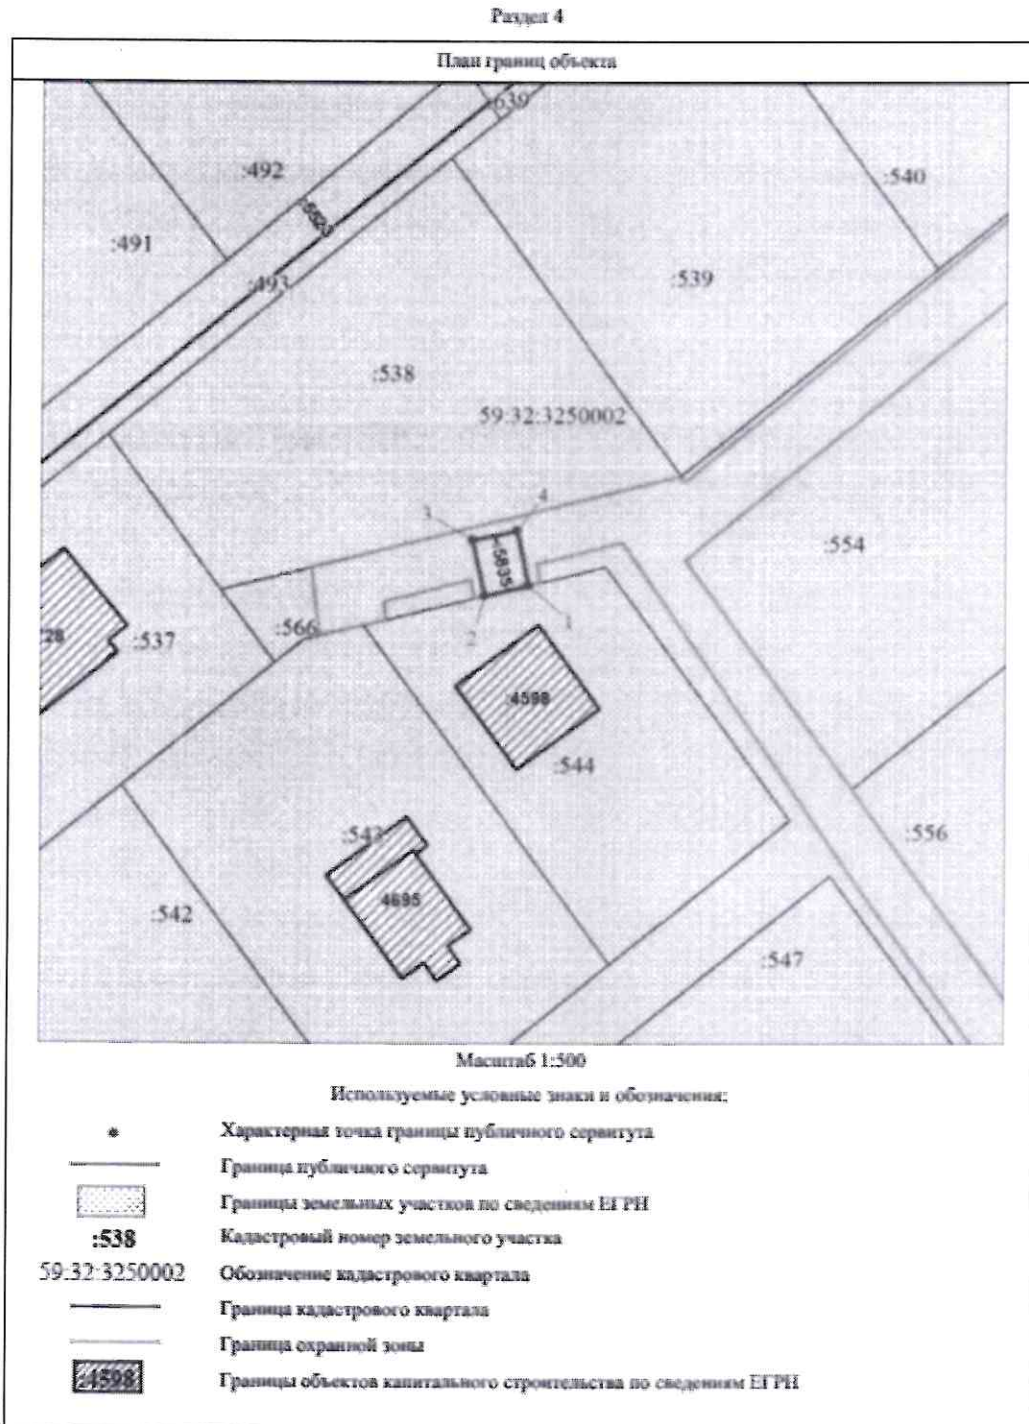 Раздел 4
План границ объекта
:539
:492
:540
:5523
:491
:539
:493
:538
59:32:3250002
4
3
:554
:5835
:566
:537
2
1
:4598
:544
:543
:556
4695
:542
:547
Масштаб 1:500
Используемые условные знаки и обозначения:
Характерная точка границы публичного сервитута
Граница публичного сервитута
Границы земельных участков по сведениям ЕГРН
:538 Кадастровый номер земельного участка
59:32:3250002 Обозначение кадастрового квартала
Граница кадастрового квартала
Граница охранной зоны
:4598 Границы объектов капитального строительства по сведениям ЕГРН